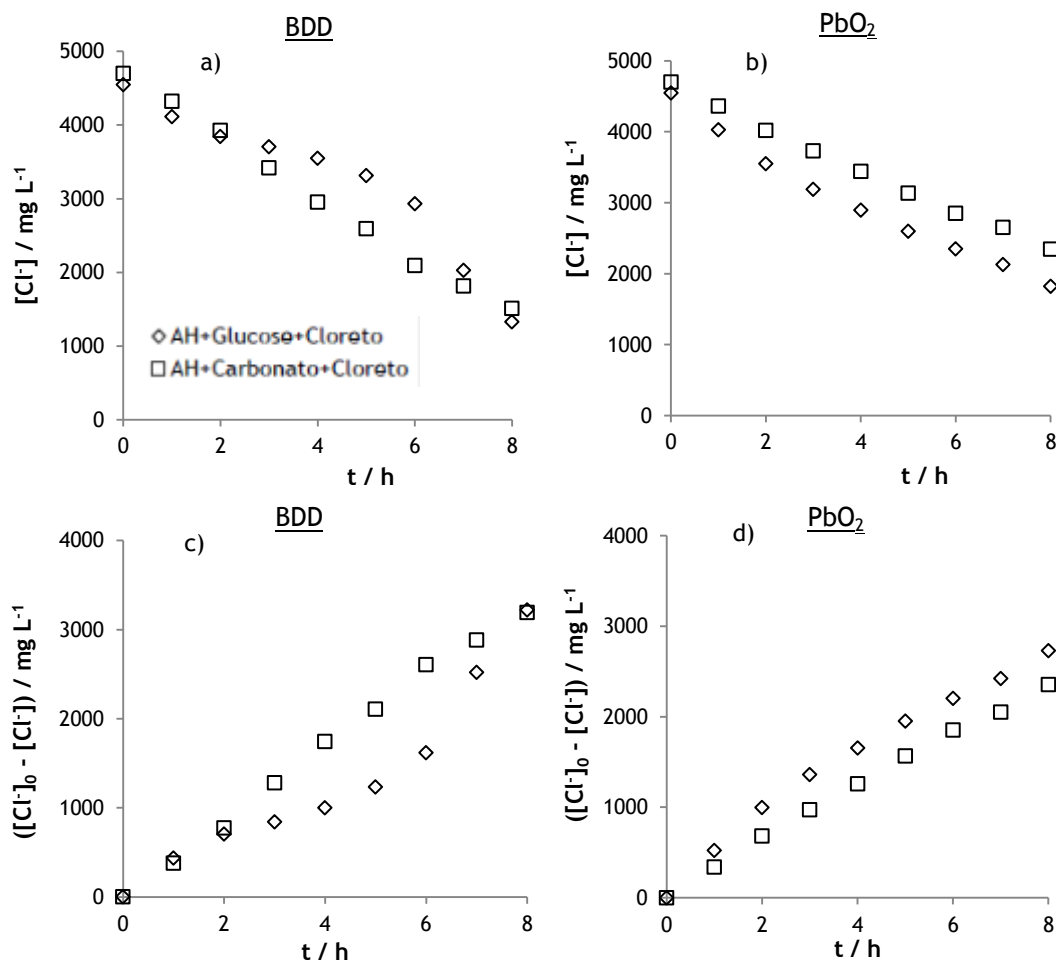 BDD
a)
[Cl-] / mg L-1
5000
4000
3000
2000
1000
0
◇ AH+Glucose+Cloreto
□ AH+Carbonato+Cloreto
0 2 4 6 8
t / h
PbO2
b)
[Cl-] / mg L-1
5000
4000
3000
2000
1000
0
0 2 4 6 8
t / h
BDD
c)
([Cl-]0 - [Cl-]) / mg L-1
4000
3000
2000
1000
0
0 2 4 6 8
t / h
PbO2
d)
([Cl-]0 - [Cl-]) / mg L-1
4000
3000
2000
1000
0
0 2 4 6 8
t / h